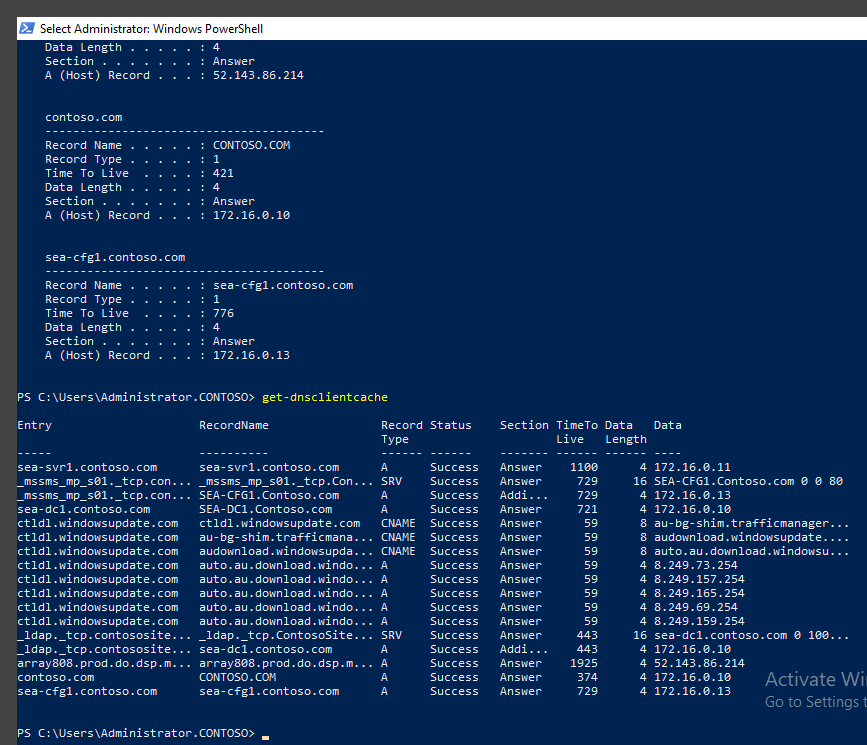 Select Administrator: Windows PowerShell
Data Length . . . . . : 4
Section . . . . . . . : Answer
A (Host) Record . . . : 52.143.86.214
contoso.com
----------------------------------------
Record Name . . . . . : CONTOSO.COM
Record Type . . . . . : 1
Time To Live  . . . . : 421
Data Length . . . . . : 4
Section . . . . . . . : Answer
A (Host) Record . . . : 172.16.0.10
sea-cfg1.contoso.com
----------------------------------------
Record Name . . . . . : sea-cfg1.contoso.com
Record Type . . . . . : 1
Time To Live  . . . . : 776
Data Length . . . . . : 4
Section . . . . . . . : Answer
A (Host) Record . . . : 172.16.0.13
PS C:\Users\Administrator.CONTOSO> get-dnsclientcache
Entry RecordName Record Status Section TimeTo Data Data
Type Live Length
----- ---------- ------ ------ ------- ------ ------ ----
sea-svr1.contoso.com sea-svr1.contoso.com A Success Answer 1100 4 172.16.0.11
_mssms_mp_s01._tcp.con... _mssms_mp_s01._tcp.Con... SRV Success Answer 729 16 SEA-CFG1.Contoso.com 0 0 80
_mssms_mp_s01._tcp.con... SEA-CFG1.Contoso.com A Success Addi... 729 4 172.16.0.13
sea-dc1.contoso.com SEA-DC1.Contoso.com A Success Answer 721 4 172.16.0.10
ctldl.windowsupdate.com ctldl.windowsupdate.com CNAME Success Answer 59 8 au-bg-shim.trafficmanager...
ctldl.windowsupdate.com au-bg-shim.trafficmana... CNAME Success Answer 59 8 audownload.windowsupdate....
ctldl.windowsupdate.com audownload.windowsupda... CNAME Success Answer 59 8 auto.au.download.windowsu...
ctldl.windowsupdate.com auto.au.download.windo... A Success Answer 59 4 8.249.73.254
ctldl.windowsupdate.com auto.au.download.windo... A Success Answer 59 4 8.249.157.254
ctldl.windowsupdate.com auto.au.download.windo... A Success Answer 59 4 8.249.165.254
ctldl.windowsupdate.com auto.au.download.windo... A Success Answer 59 4 8.249.69.254
ctldl.windowsupdate.com auto.au.download.windo... A Success Answer 59 4 8.249.159.254
_ldap._tcp.contososite... _ldap._tcp.ContosoSite... SRV Success Answer 443 16 sea-dc1.contoso.com 0 100...
_ldap._tcp.contososite... sea-dc1.contoso.com A Success Addi... 443 4 172.16.0.10
array808.prod.do.dsp.m... array808.prod.do.dsp.m... A Success Answer 1925 4 52.143.86.214
contoso.com CONTOSO.COM A Success Answer 374 4 172.16.0.10
sea-cfg1.contoso.com sea-cfg1.contoso.com A Success Answer 729 4 172.16.0.13
Activate Wi
Go to Settings t
PS C:\Users\Administrator.CONTOSO>